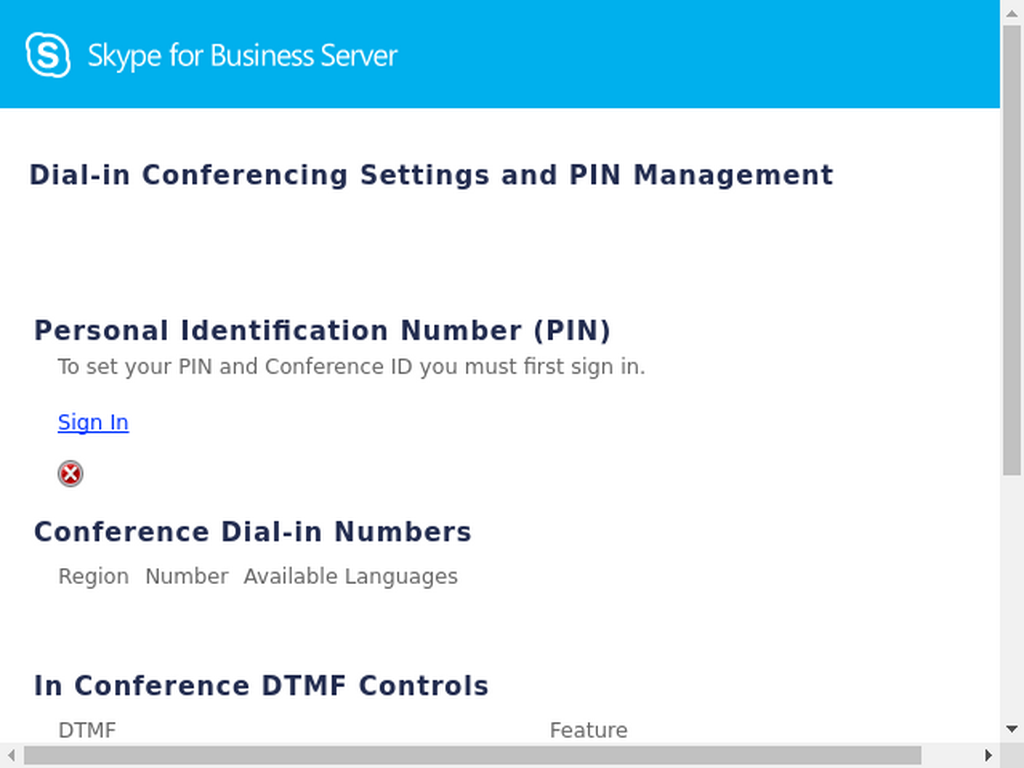 Skype for Business Server
Dial-in Conferencing Settings and PIN Management
Personal Identification Number (PIN)
To set your PIN and Conference ID you must first sign in.
Sign In
Conference Dial-in Numbers
Region Number Available Languages
In Conference DTMF Controls
DTMF Feature